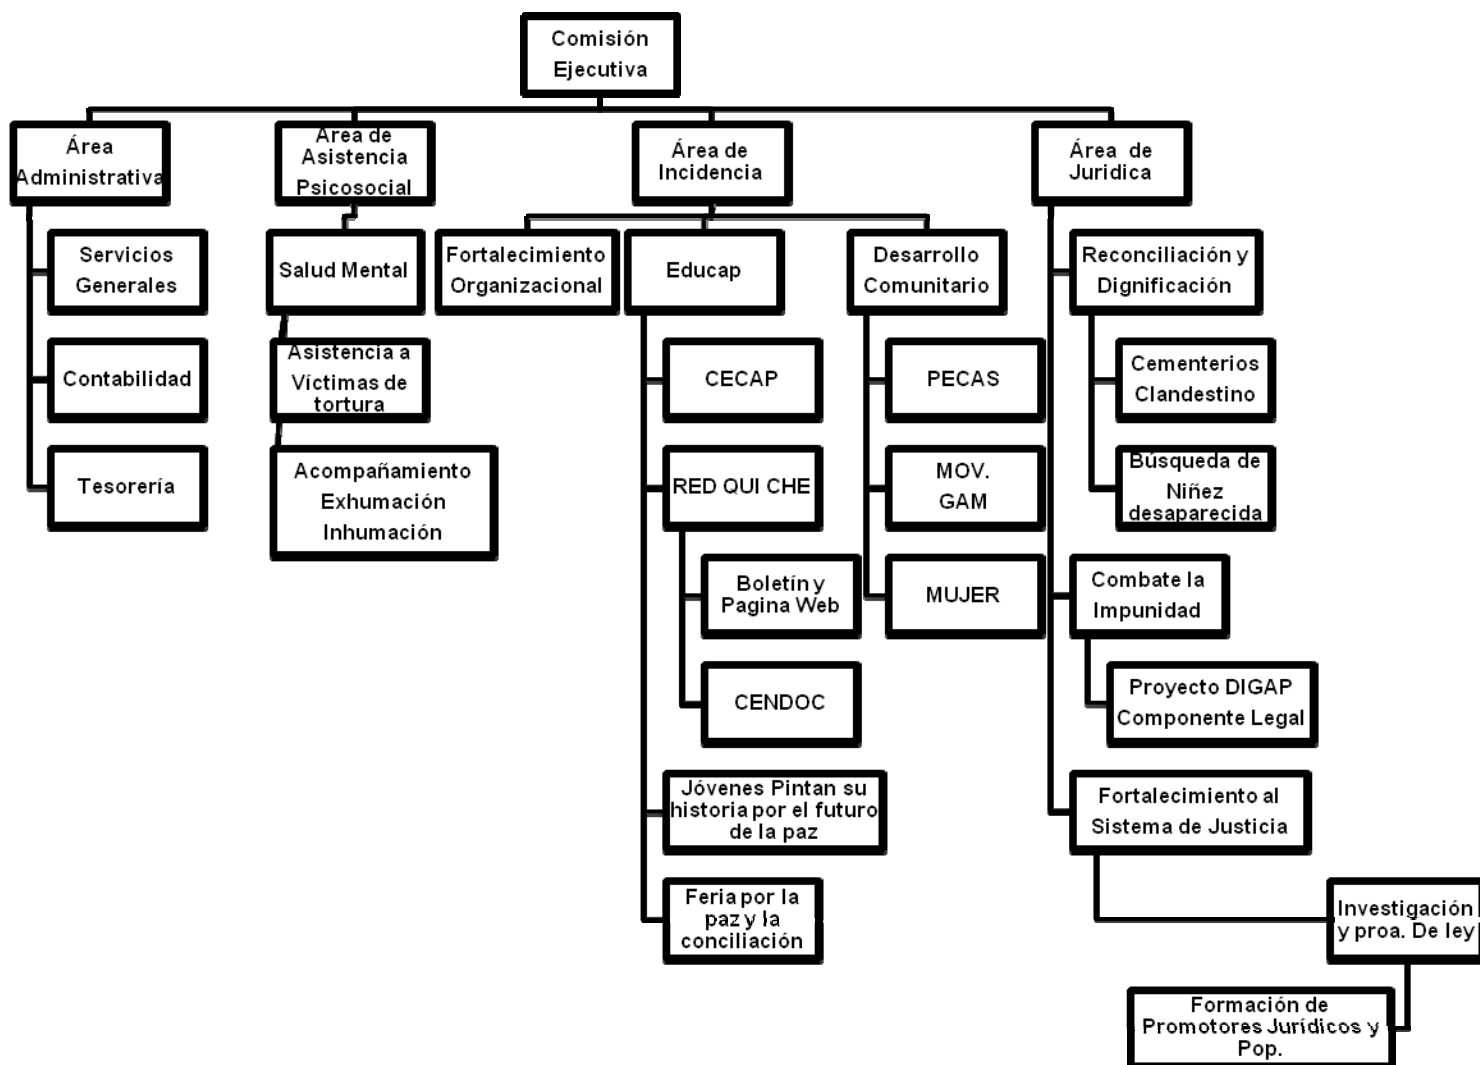 Comisión
Ejecutiva
Área
Administrativa
Area de
Asistencia
Psicosocial
Área de
Incidencia
Área de
Juridica
Servicios
Generales
Contabilidad
Tesorería
Salud Mental
Asistencia a
Víctimas de
tortura
Acompañamiento
Exhumación
Inhumación
Fortalecimiento
Organizacional
Educap
CECAP
RED QUI CHE
Boletín y
Pagina Web
CENDOC
Jóvenes Pintan su
historia por el futuro
de la paz
Feria por la
paz y la
conciliación
Desarrollo
Comunitario
PECAS
MOV.
GAM
MUJER
Reconciliación y
Dignificación
Cementerios
Clandestino
Búsqueda de
Niñez
desaparecida
Combate la
Impunidad
Proyecto DIGAP
Componente Legal
Fortalecimiento al
Sistema de Justicia
Investigación
y proa. De ley
Formación de
Promotores Jurídicos y
Pop.